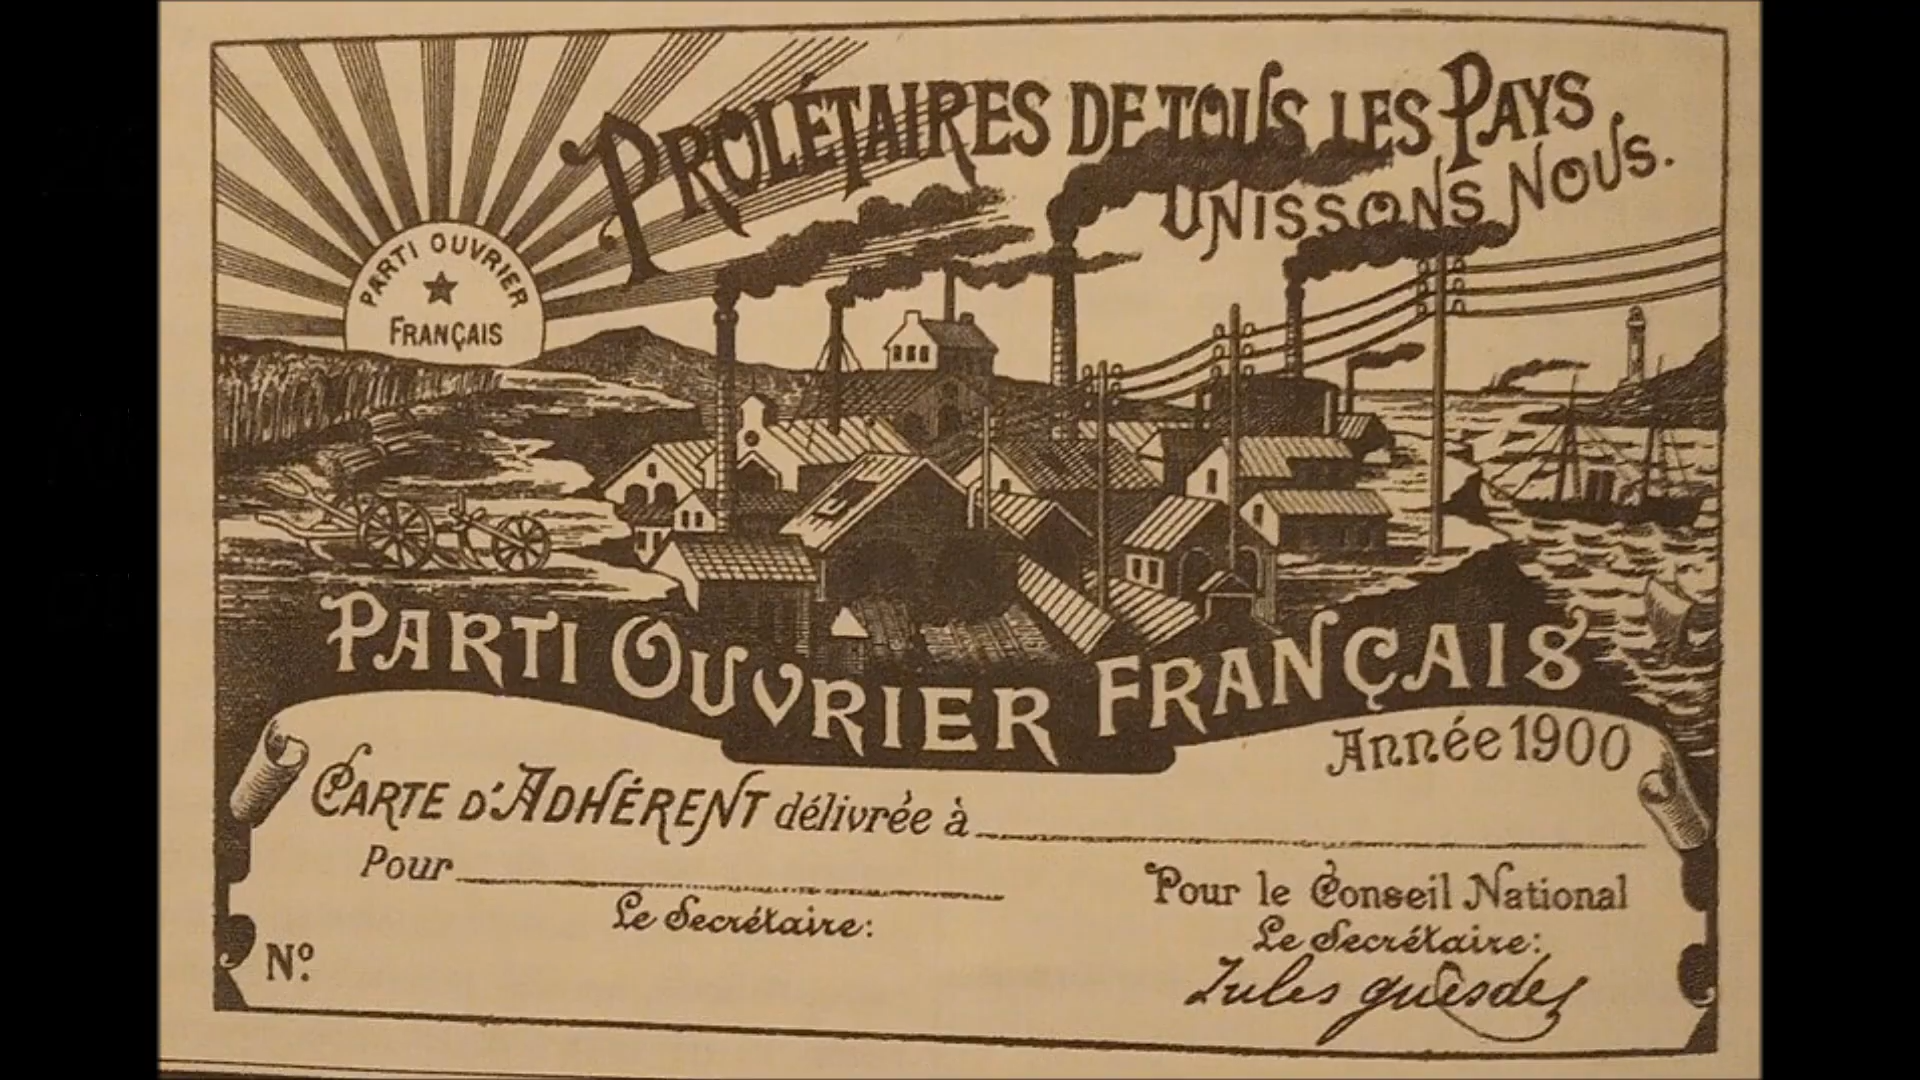 PROLÉTAIRES DE TOUS LES PAYS
UNISSONS NOUS.
PARTI OUVRIER
FRANÇAIS
PARTI OUVRIER FRANÇAIS
Année 1900
CARTE D'ADHÉRENT délivrée à
Pour
Le Secrétaire:
Pour le Conseil National
Le Secrétaire:
Jules Guesde
Nº